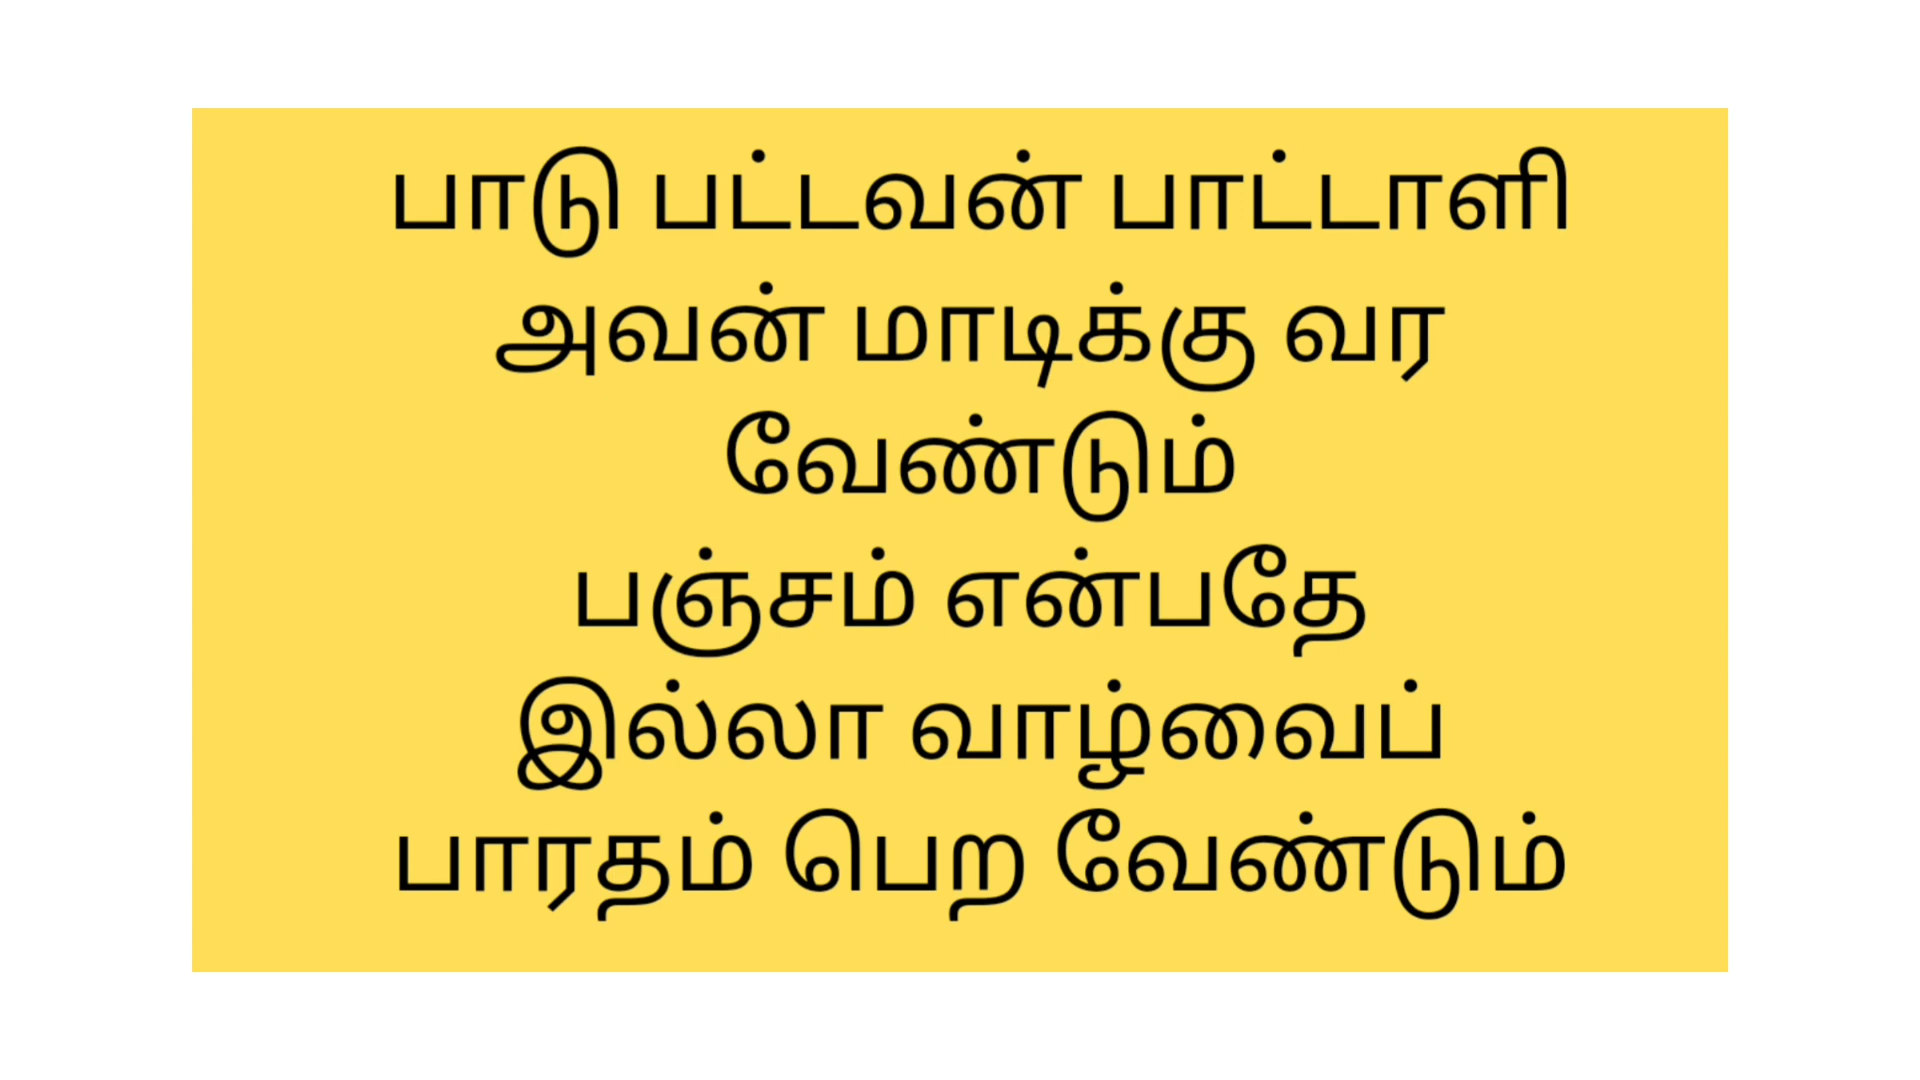 பாடு பட்டவன் பாட்டாளி
அவன் மாடிக்கு வர
வேண்டும்
பஞ்சம் என்பதே
இல்லா வாழ்வைப்
பாரதம் பெற வேண்டும்